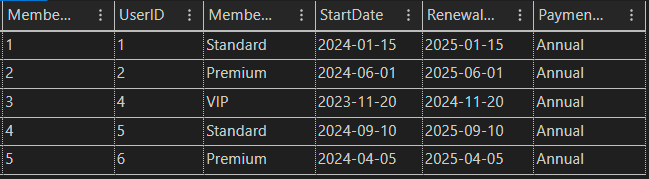 Membe... UserID Membe... StartDate Renewal... Paymen...
1 1 Standard 2024-01-15 2025-01-15 Annual
2 2 Premium 2024-06-01 2025-06-01 Annual
3 4 VIP 2023-11-20 2024-11-20 Annual
4 5 Standard 2024-09-10 2025-09-10 Annual
5 6 Premium 2024-04-05 2025-04-05 Annual